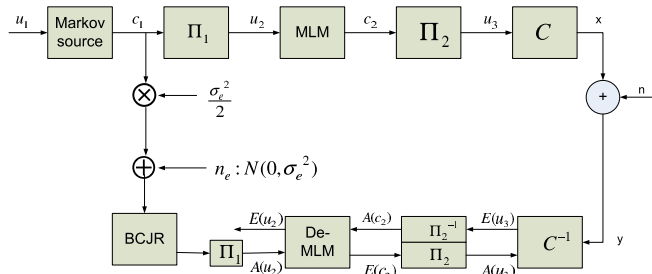 u₁ Markov source c₁ Π₁ u₂ MLM c₂ Π₂ u₃ C x
σₑ²/2
+ n
nₑ : N(0,σₑ²)
E(u₂) A(c₂) E(u₃)
BCJR Π₁ De-MLM Π₂⁻¹ Π₂ C⁻¹ y
A(u₂) E(c₂) A(u₃)